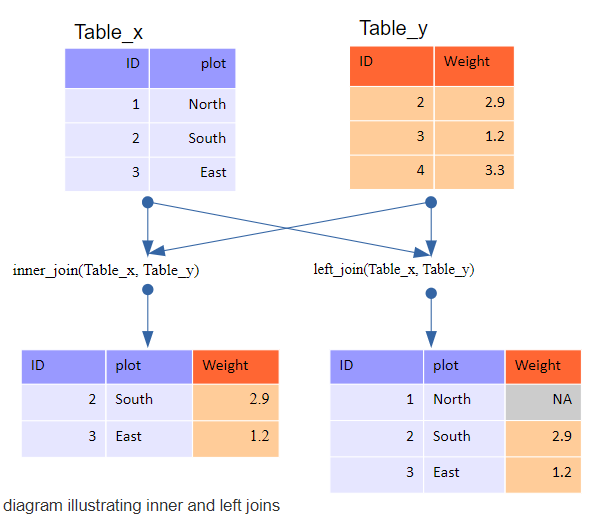 Table_x
Table_y
ID plot
1 North
2 South
3 East
ID Weight
2 2.9
3 1.2
4 3.3
inner_join(Table_x, Table_y)
left_join(Table_x, Table_y)
ID plot Weight
2 South 2.9
3 East 1.2
ID plot Weight
1 North NA
2 South 2.9
3 East 1.2
diagram illustrating inner and left joins